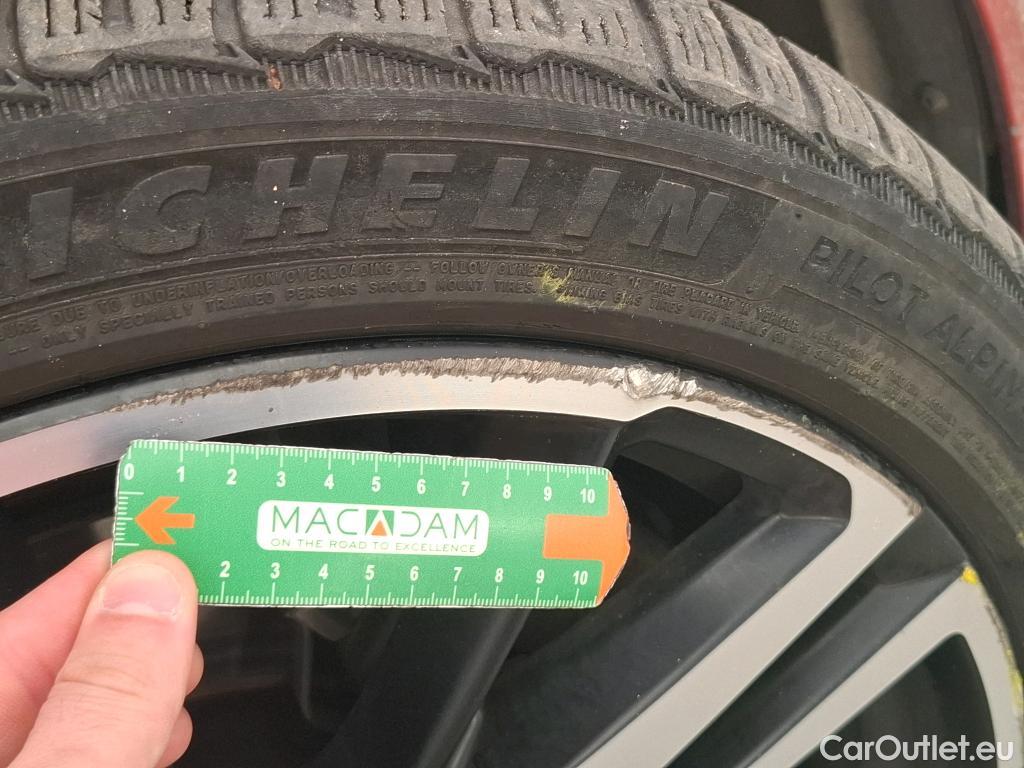 ICHELIN
PILOT ALPIN
URE DUE TO UNDERINFLATION/OVERLOADING -- FOLLOW OWNER'S MANUAL OR TIRE PLACARD IN VEHICLE
-- ONLY SPECIALLY TRAINED PERSONS SHOULD MOUNT TIRES.
0 1 2 3 4 5 6 7 8 9 10
MACADAM
ON THE ROAD TO EXCELLENCE
2 3 4 5 6 7 8 9 10
CarOutlet.eu